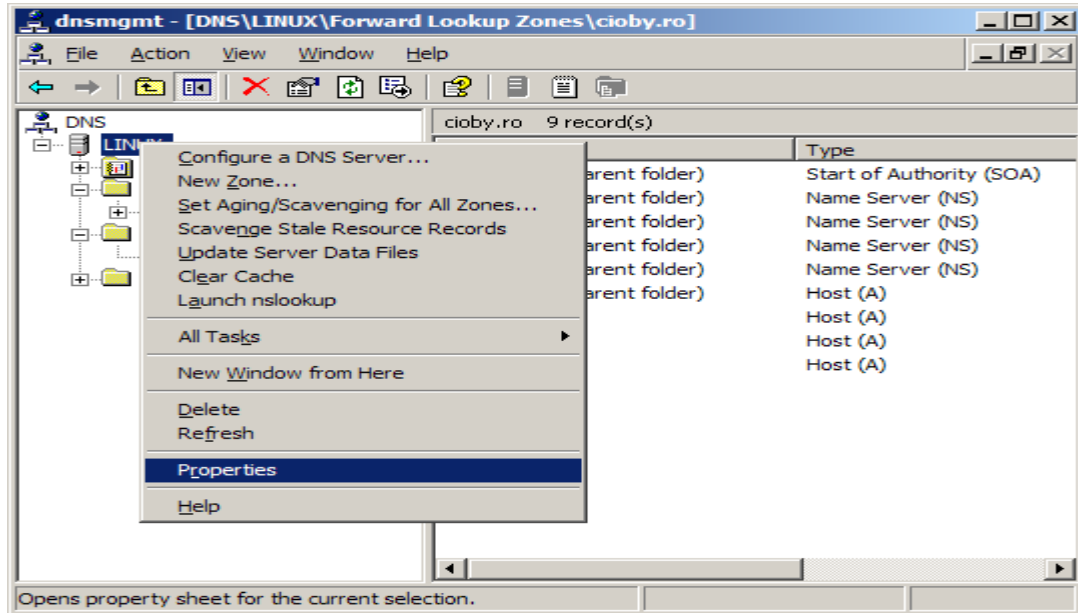 dnsmgmt - [DNS\LINUX\Forward Lookup Zones\cioby.ro]
File Action View Window Help
DNS
cioby.ro 9 record(s)
Type
Configure a DNS Server...
New Zone...
Set Aging/Scavenging for All Zones...
Scavenge Stale Resource Records
Update Server Data Files
Clear Cache
Launch nslookup
All Tasks
New Window from Here
Delete
Refresh
Properties
Help
arent folder) Start of Authority (SOA)
arent folder) Name Server (NS)
arent folder) Name Server (NS)
arent folder) Name Server (NS)
arent folder) Name Server (NS)
arent folder) Host (A)
Host (A)
Host (A)
Host (A)
Opens property sheet for the current selection.